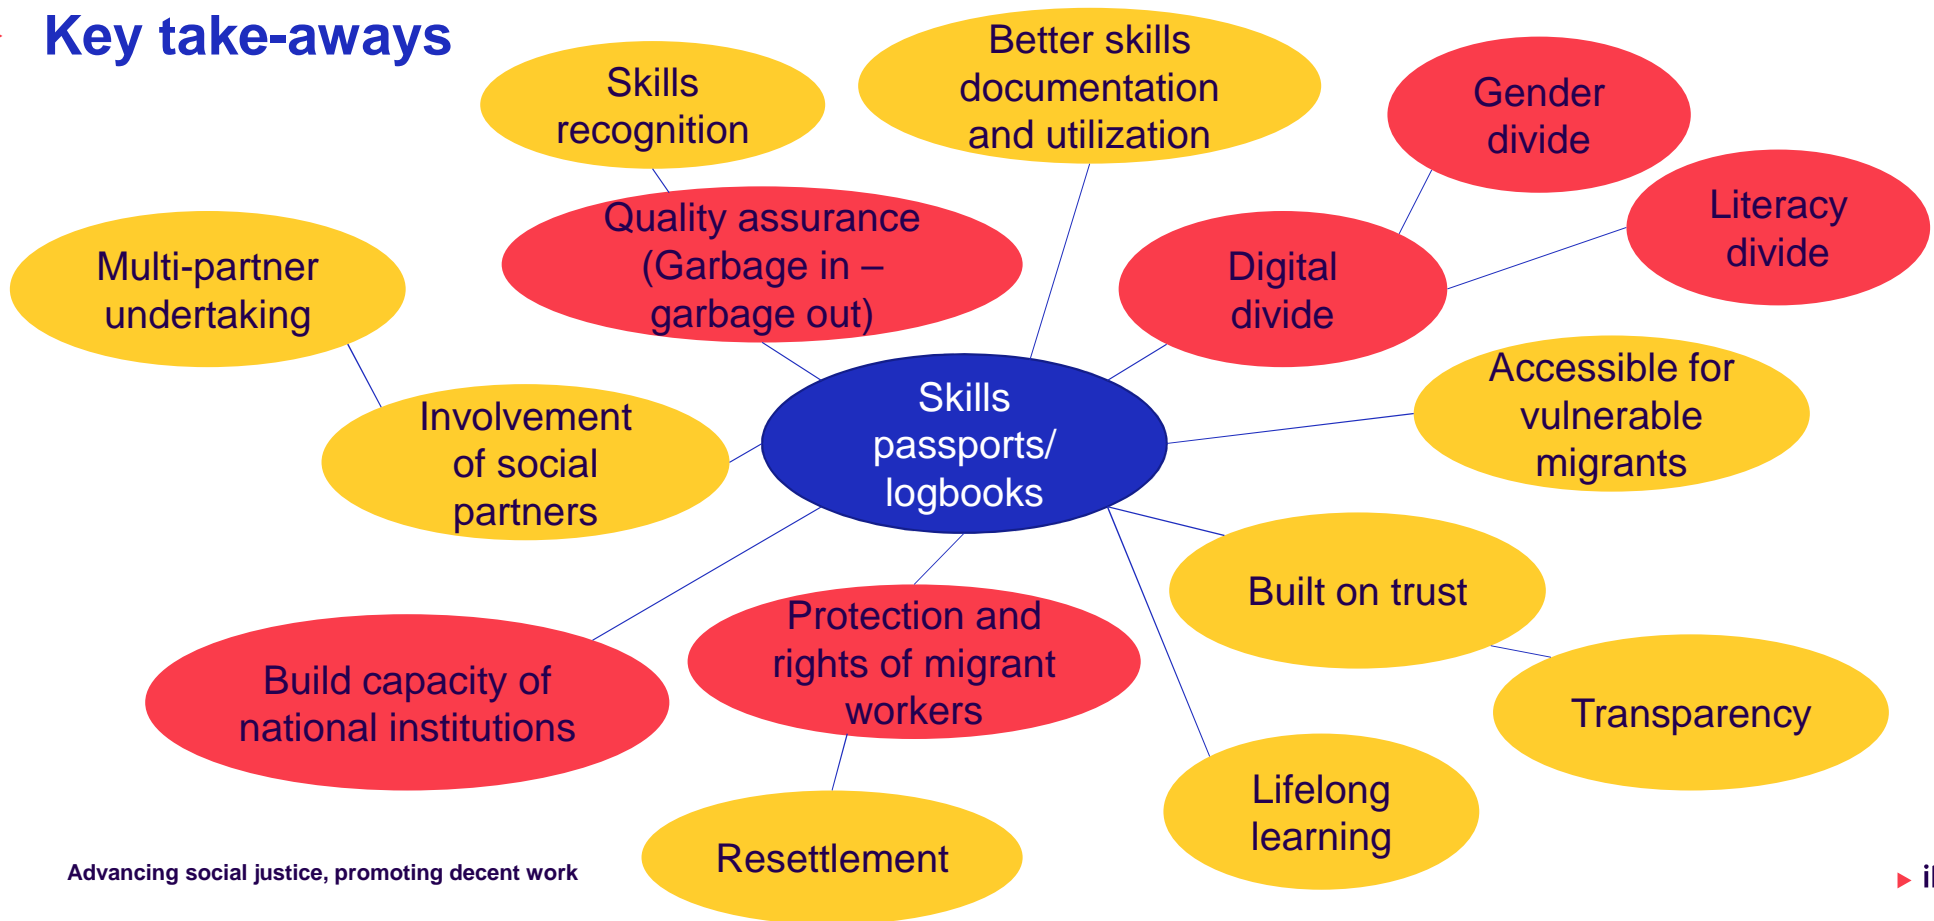 Key take-aways
Skills
recognition
Better skills
documentation
and utilization
Gender
divide
Literacy
divide
Quality assurance
(Garbage in –
garbage out)
Digital
divide
Multi-partner
undertaking
Involvement
of social
partners
Skills
passports/
logbooks
Accessible for
vulnerable
migrants
Built on trust
Transparency
Protection and
rights of migrant
workers
Build capacity of
national institutions
Lifelong
learning
Resettlement
Advancing social justice, promoting decent work